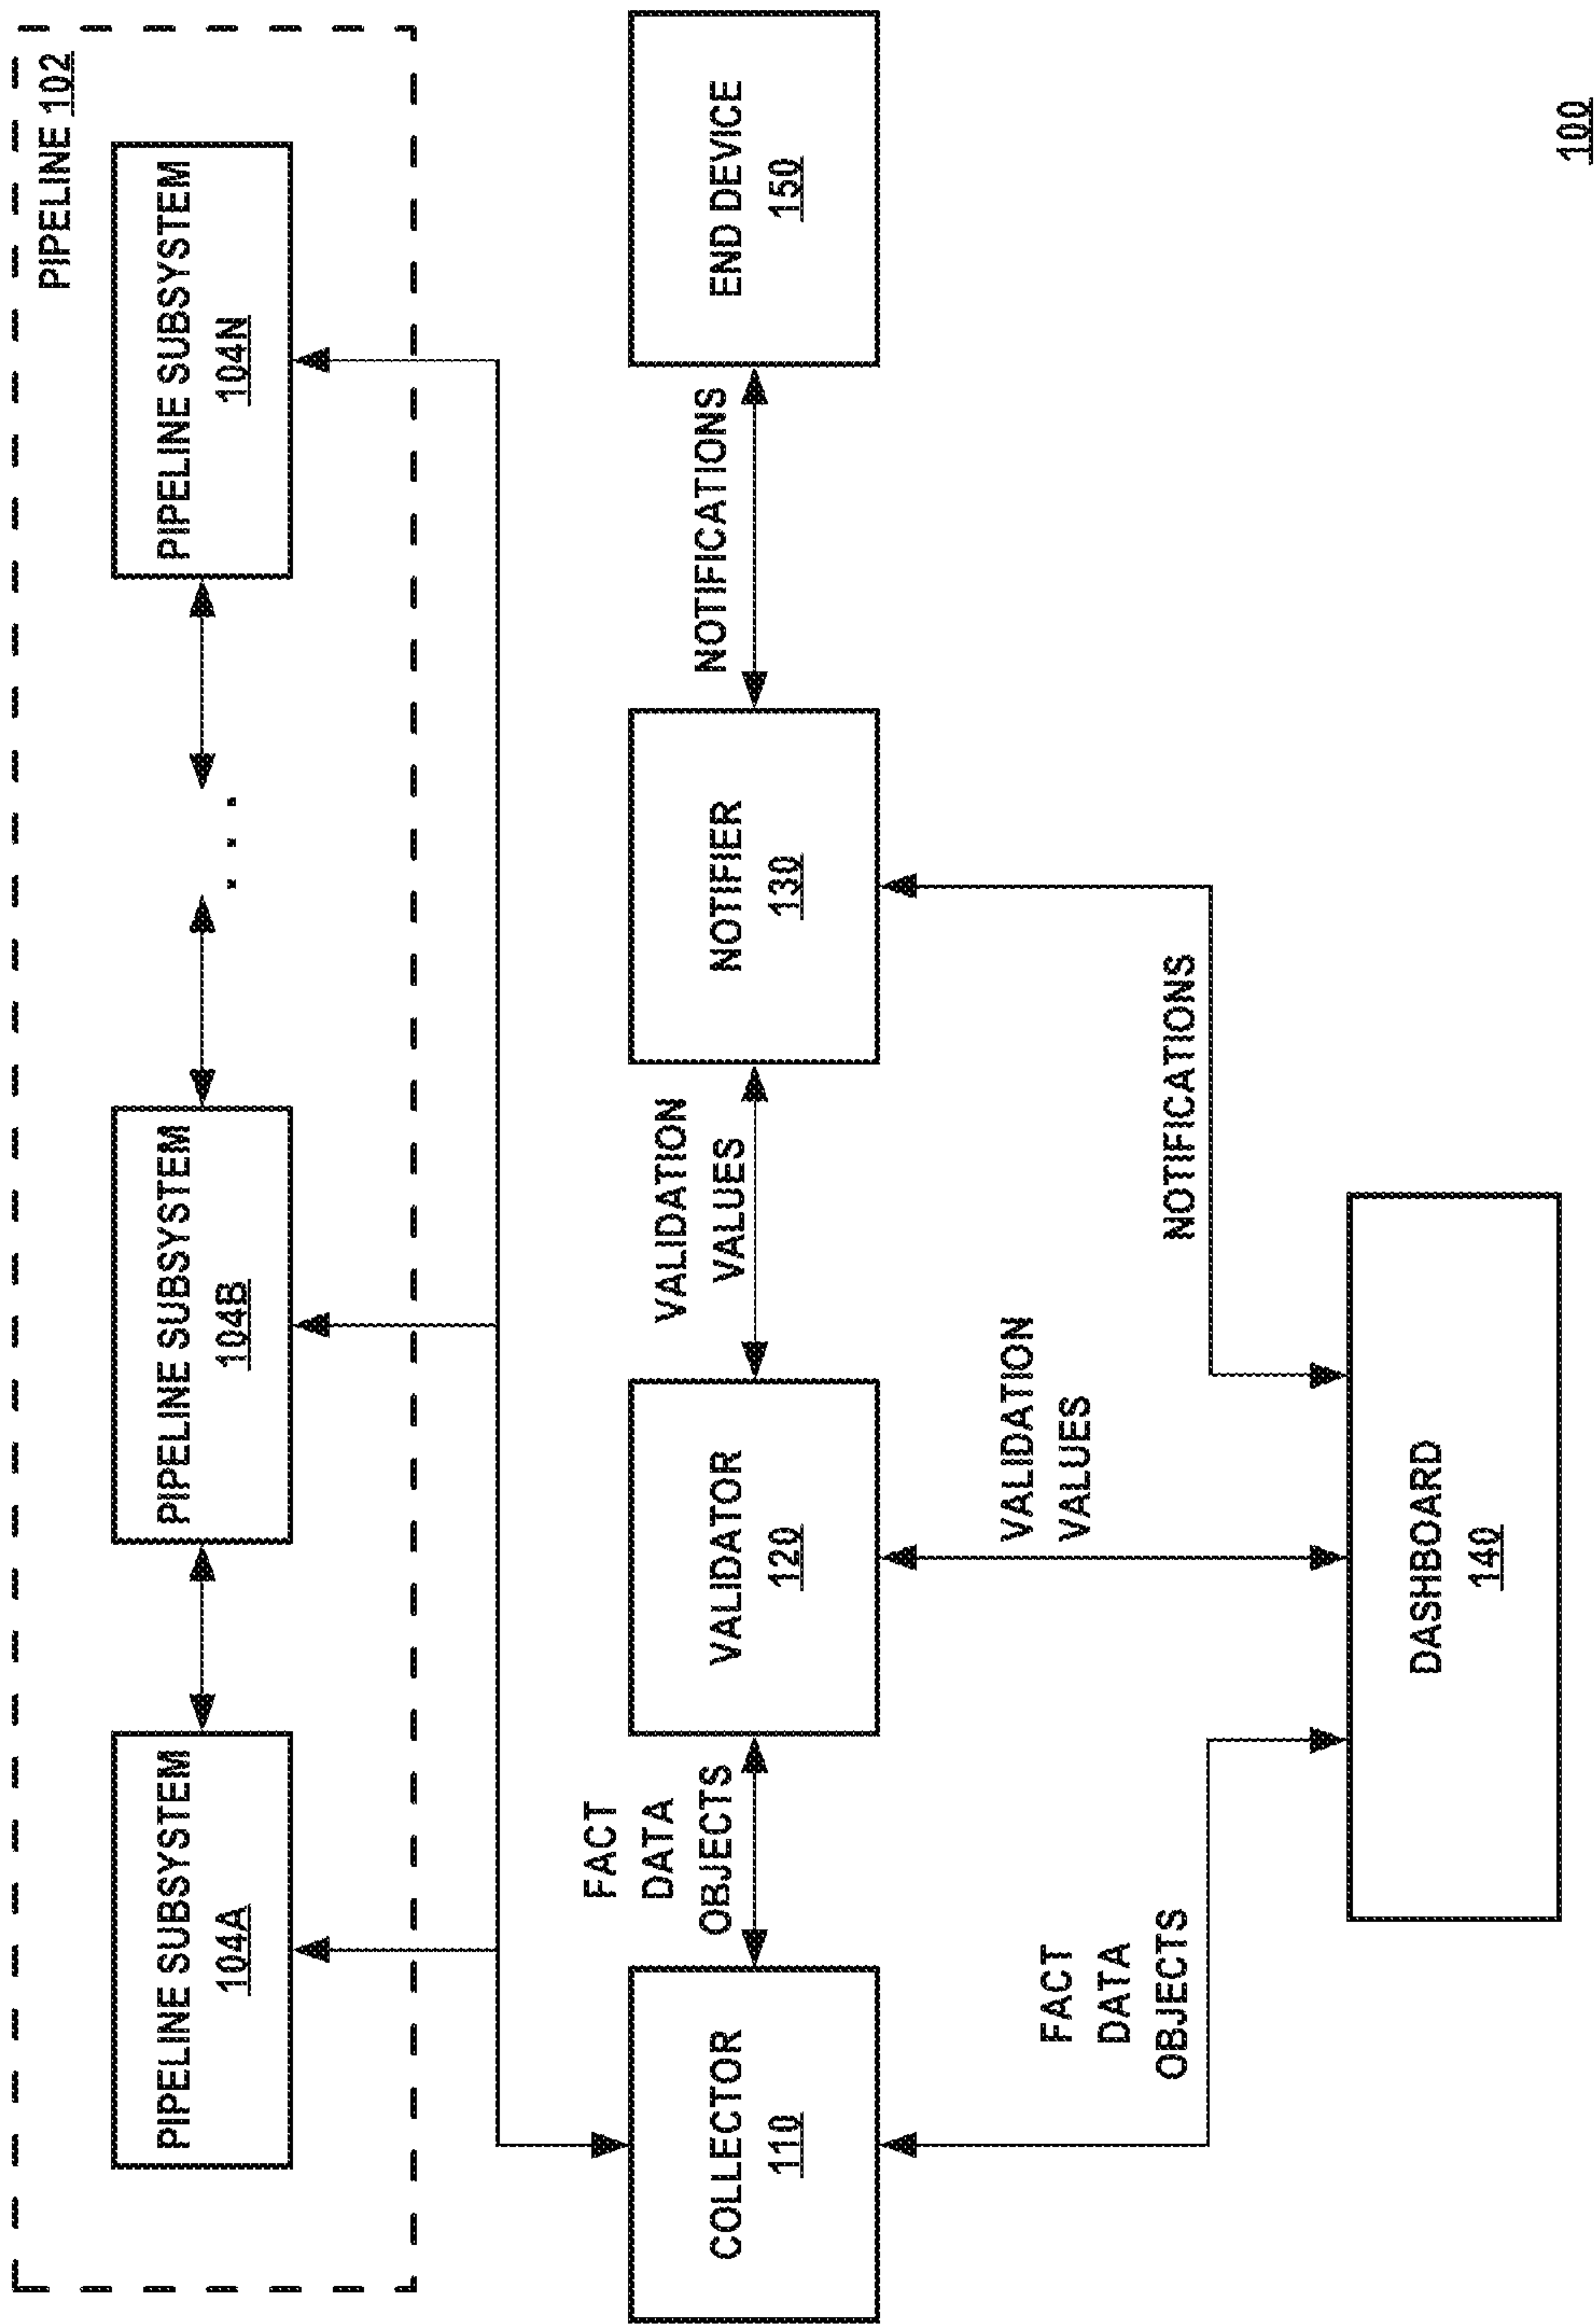 PIPELINE 102
PIPELINE SUBSYSTEM
104A
PIPELINE SUBSYSTEM
104B
. . .
PIPELINE SUBSYSTEM
104N
FACT
DATA
OBJECTS
VALIDATION
VALUES
NOTIFICATIONS
COLLECTOR
110
VALIDATOR
120
NOTIFIER
130
END DEVICE
150
FACT
DATA
OBJECTS
VALIDATION
VALUES
NOTIFICATIONS
DASHBOARD
140
100